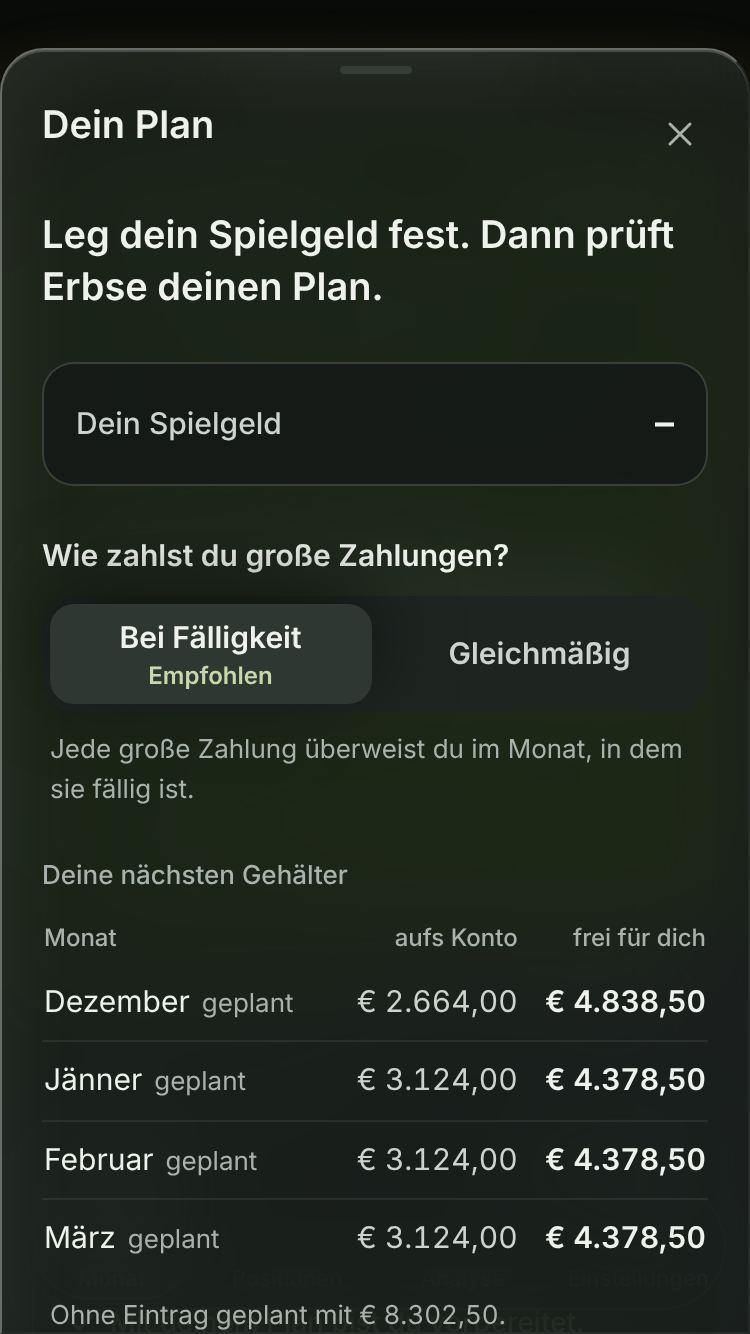 Dein Plan
Leg dein Spielgeld fest. Dann prüft
Erbse deinen Plan.
Dein Spielgeld –
Wie zahlst du große Zahlungen?
Bei Fälligkeit
Empfohlen
Gleichmäßig
Jede große Zahlung überweist du im Monat, in dem
sie fällig ist.
Deine nächsten Gehälter
Monat aufs Konto frei für dich
Dezember geplant € 2.664,00 € 4.838,50
Jänner geplant € 3.124,00 € 4.378,50
Februar geplant € 3.124,00 € 4.378,50
März geplant € 3.124,00 € 4.378,50
Monat Positionen Analyse Einstellungen
Ohne Eintrag geplant mit € 8.302,50.